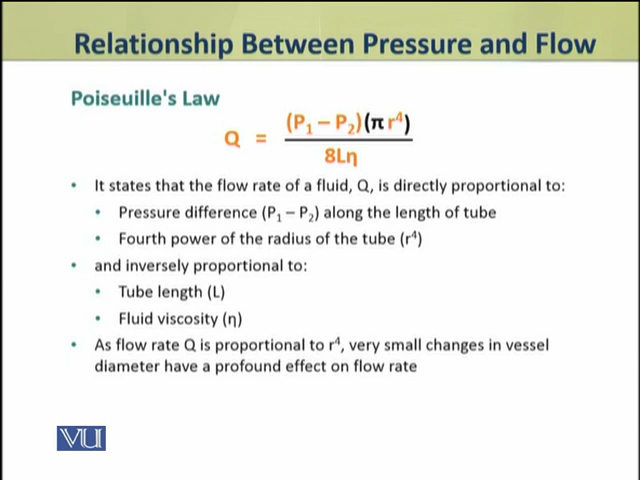 Relationship Between Pressure and Flow
Poiseuille's Law
Q = (P₁ – P₂)(π r⁴) / 8Lη
• It states that the flow rate of a fluid, Q, is directly proportional to:
• Pressure difference (P₁ – P₂) along the length of tube
• Fourth power of the radius of the tube (r⁴)
• and inversely proportional to:
• Tube length (L)
• Fluid viscosity (η)
• As flow rate Q is proportional to r⁴, very small changes in vessel
diameter have a profound effect on flow rate
VU